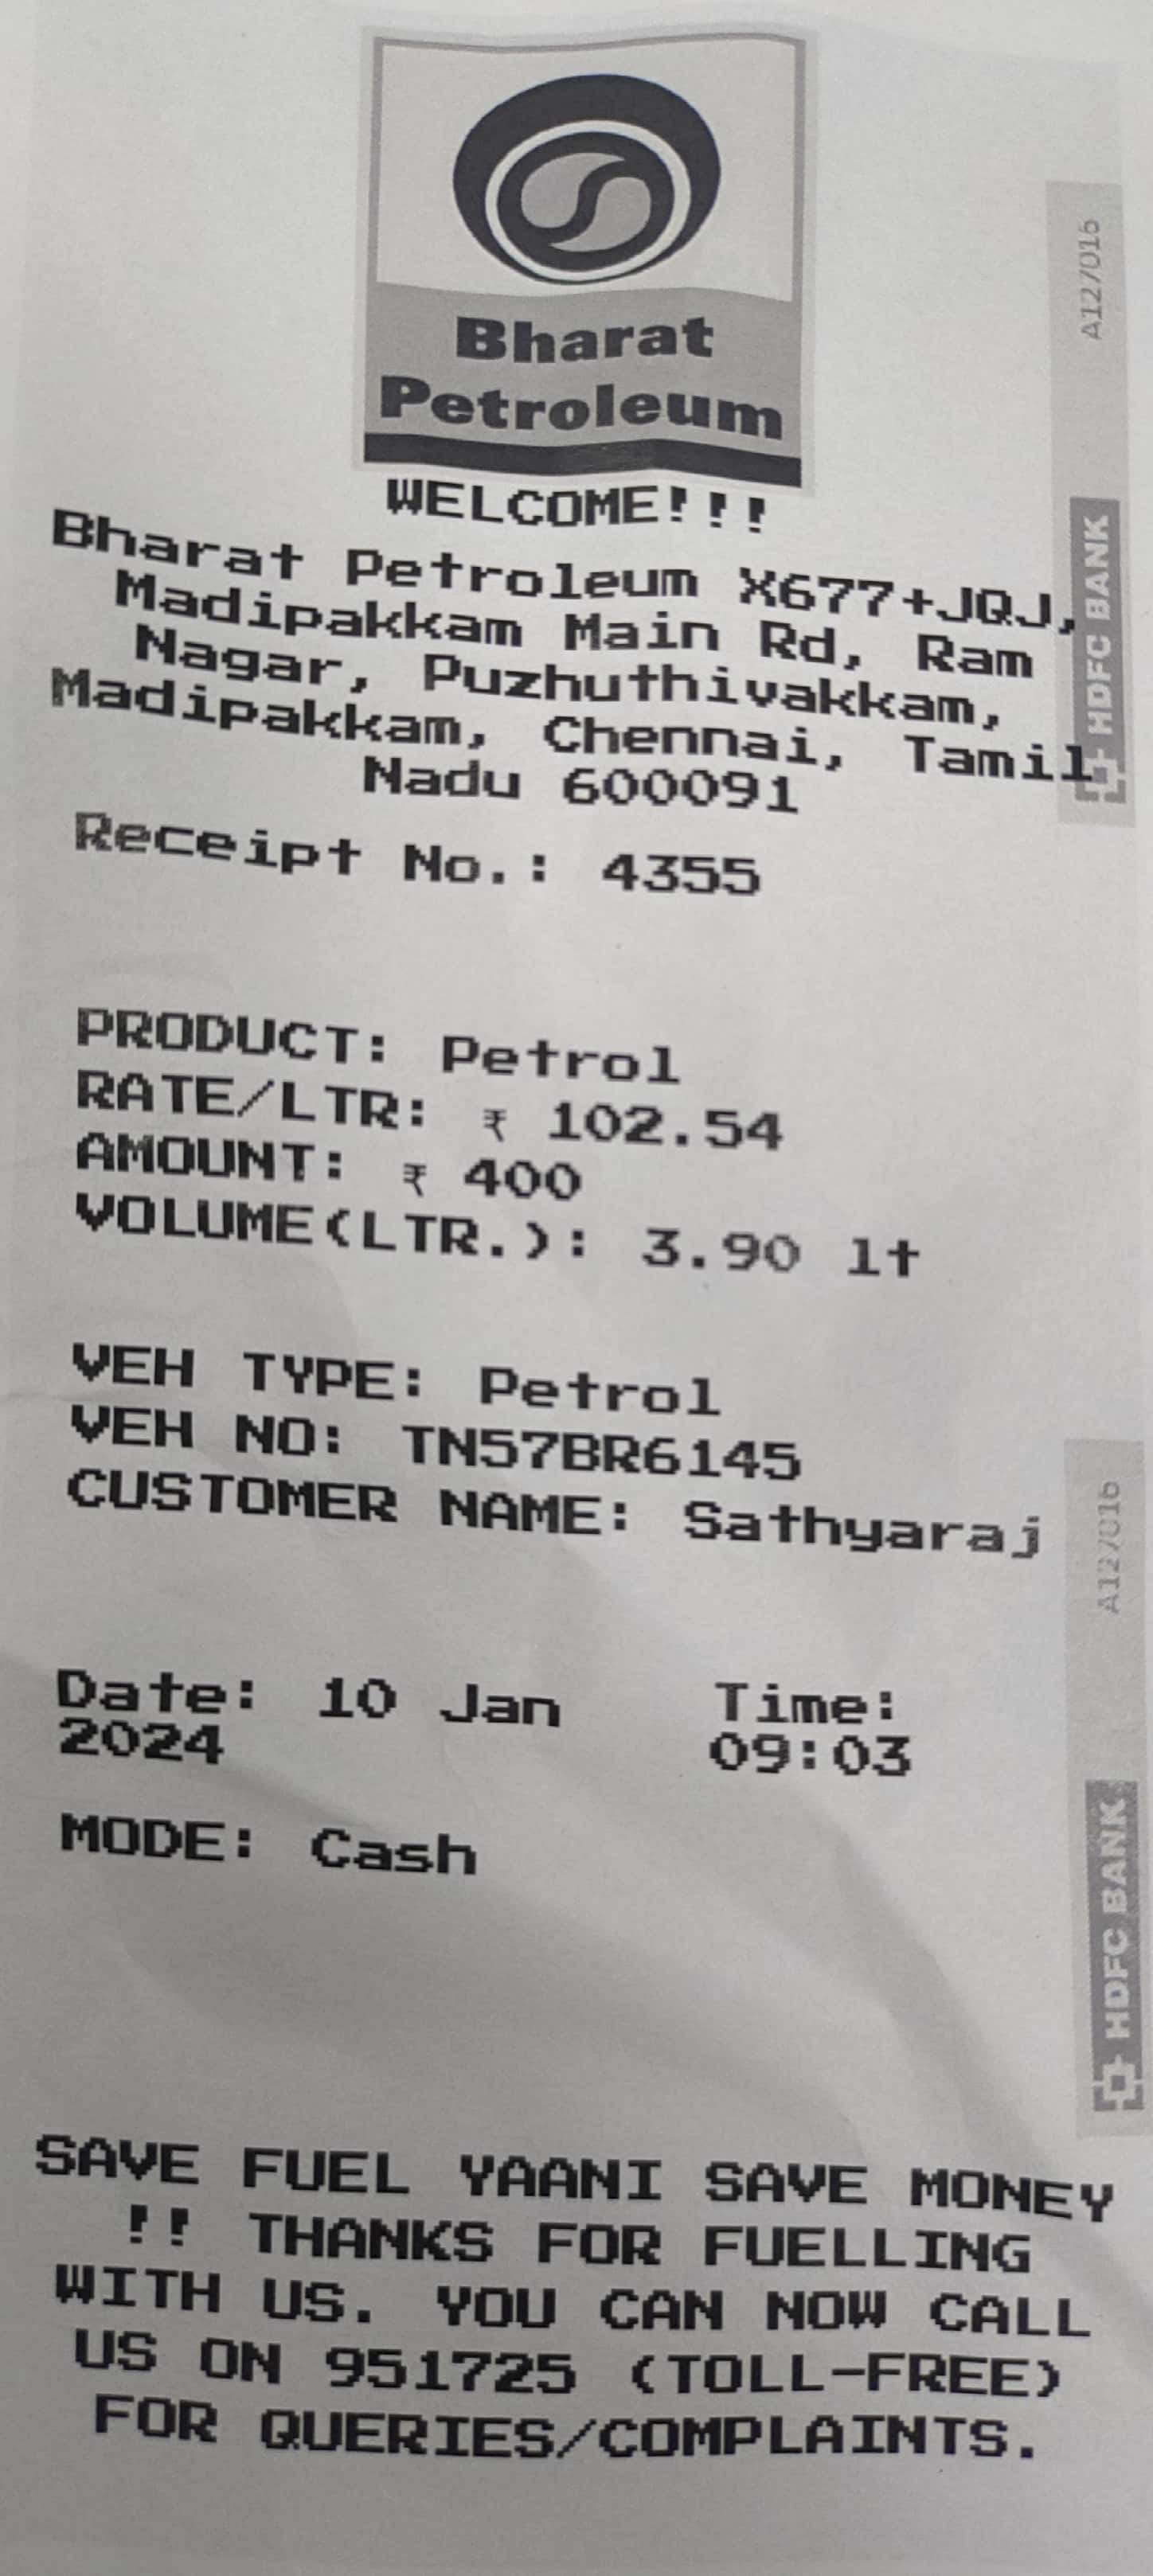 Bharat
Petroleum
WELCOME!!!
Bharat Petroleum X677+JQJ,
Madipakkam Main Rd, Ram
Nagar, Puzhuthivakkam,
Madipakkam, Chennai, Tamil
Nadu 600091
Receipt No.: 4355
PRODUCT: Petrol
RATE/LTR: ₹ 102.54
AMOUNT: ₹ 400
VOLUME(LTR.): 3.90 lt
VEH TYPE: Petrol
VEH NO: TN57BR6145
CUSTOMER NAME: Sathyaraj
Date: 10 Jan 2024
Time: 09:03
MODE: Cash
SAVE FUEL YAANI SAVE MONEY
!! THANKS FOR FUELLING
WITH US. YOU CAN NOW CALL
US ON 951725 (TOLL-FREE)
FOR QUERIES/COMPLAINTS.
A127016
HDFC BANK
A127016
HDFC BANK